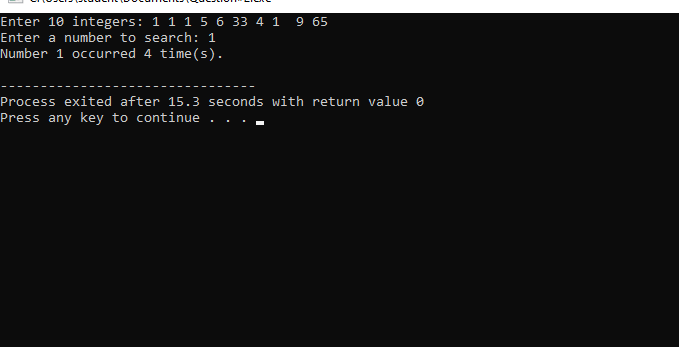 Enter 10 integers: 1 1 1 5 6 33 4 1  9 65
Enter a number to search: 1
Number 1 occurred 4 time(s).
--------------------------------
Process exited after 15.3 seconds with return value 0
Press any key to continue . . .